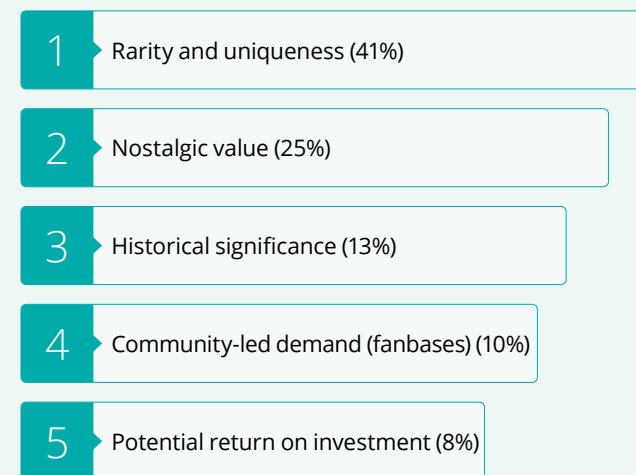 1 Rarity and uniqueness (41%)
2 Nostalgic value (25%)
3 Historical significance (13%)
4 Community-led demand (fanbases) (10%)
5 Potential return on investment (8%)